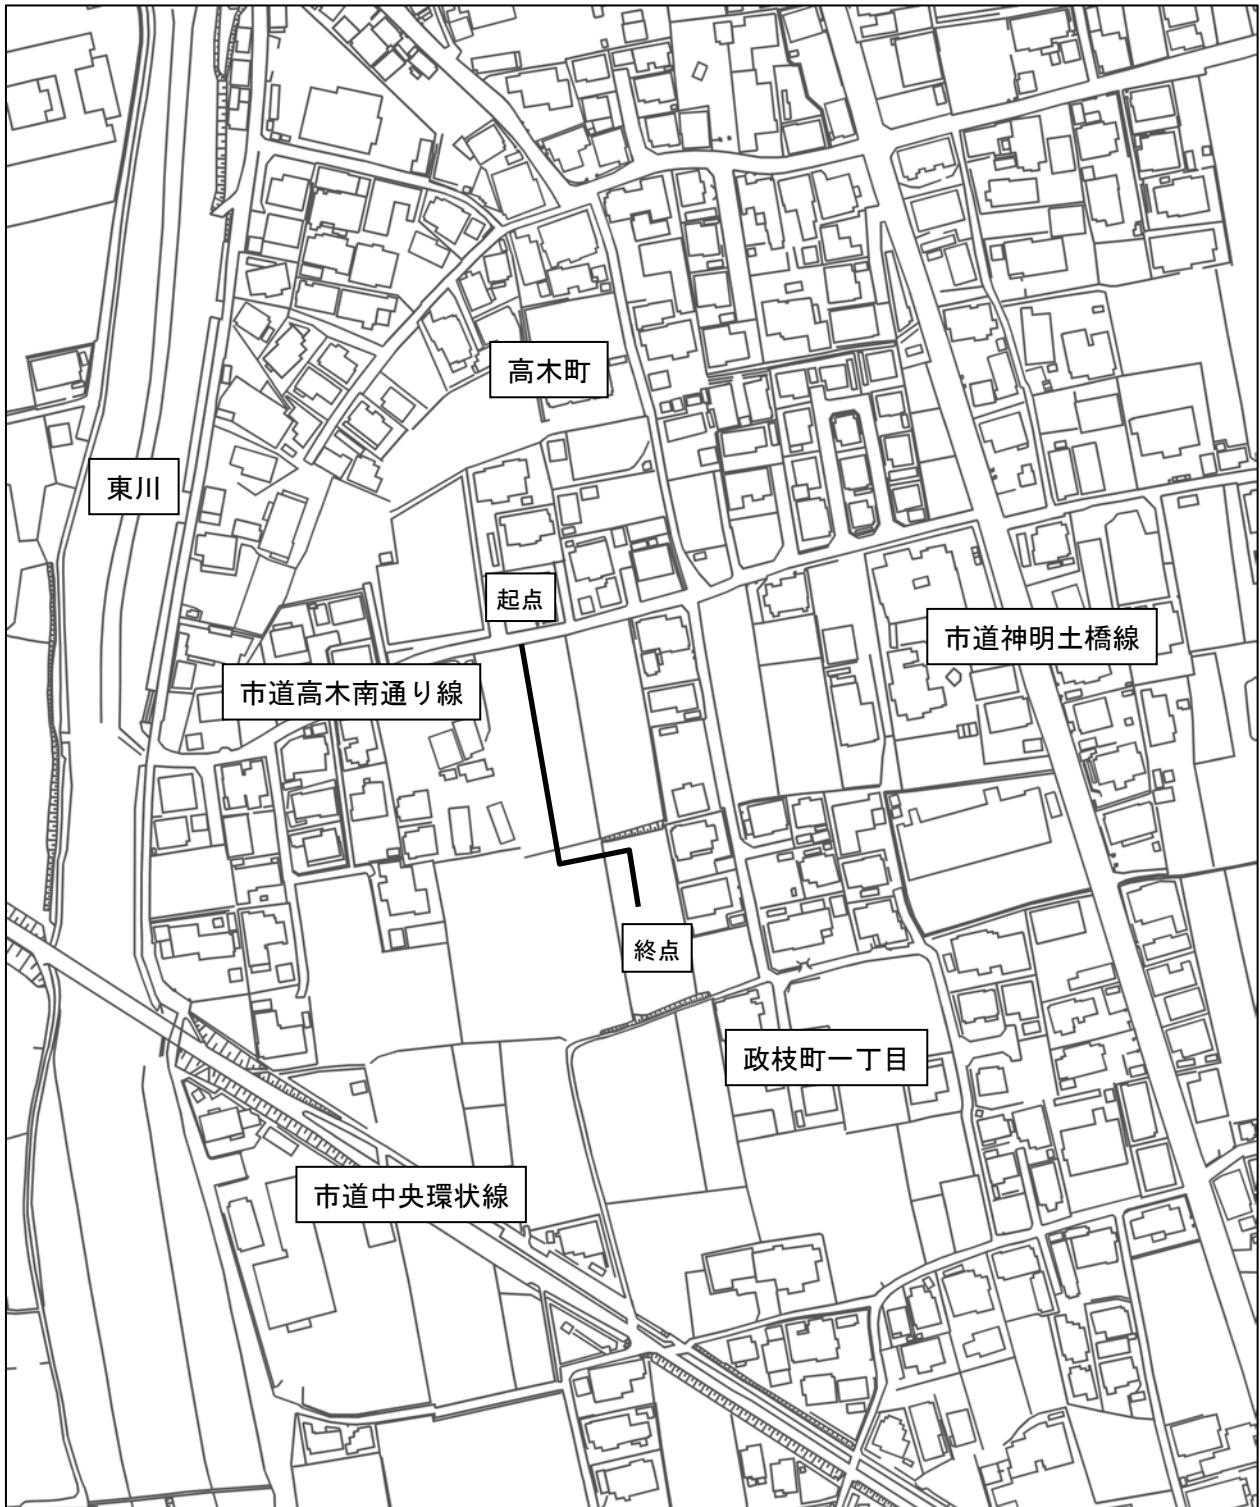 高木町
東川
起点
市道神明土橋線
市道高木南通り線
終点
政枝町一丁目
市道中央環状線